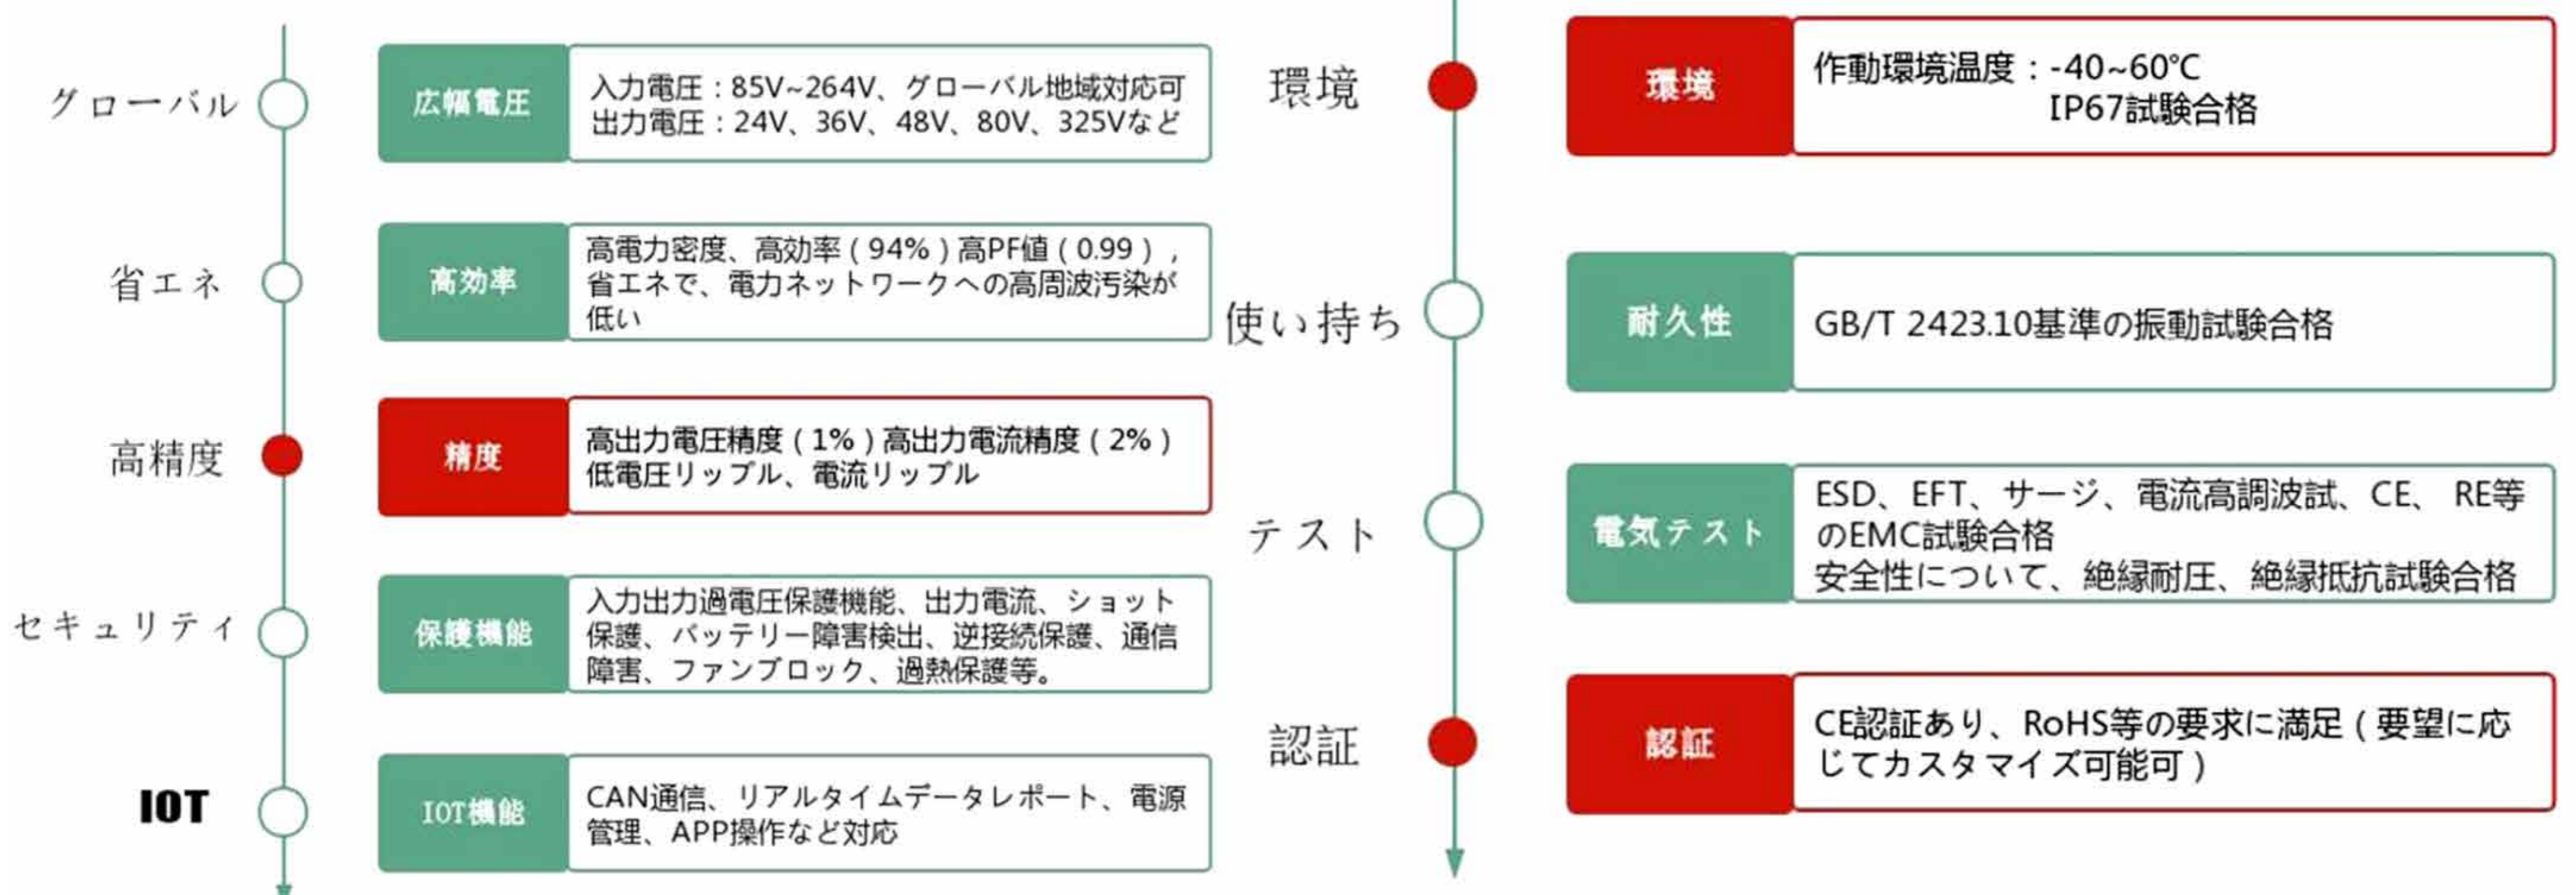 グローバル
広幅電圧
入力電圧：85V~264V、グローバル地域対応可
出力電圧：24V、36V、48V、80V、325Vなど
省エネ
高効率
高電力密度、高効率（94%）高PF値（0.99）,
省エネで、電力ネットワークへの高周波汚染が
低い
高精度
精度
高出力電圧精度（1%）高出力電流精度（2%）
低電圧リップル、電流リップル
セキュリティ
保護機能
入力出力過電圧保護機能、出力電流、ショット
保護、バッテリー障害検出、逆接続保護、通信
障害、ファンブロック、過熱保護等。
IOT
IOT機能
CAN通信、リアルタイムデータレポート、電源
管理、APP操作など対応
環境
環境
作動環境温度：-40~60℃
IP67試験合格
使い持ち
耐久性
GB/T 2423.10基準の振動試験合格
テスト
電気テスト
ESD、EFT、サージ、電流高調波試、CE、 RE等
のEMC試験合格
安全性について、絶縁耐圧、絶縁抵抗試験合格
認証
認証
CE認証あり、RoHS等の要求に満足（要望に応
じてカスタマイズ可能可）